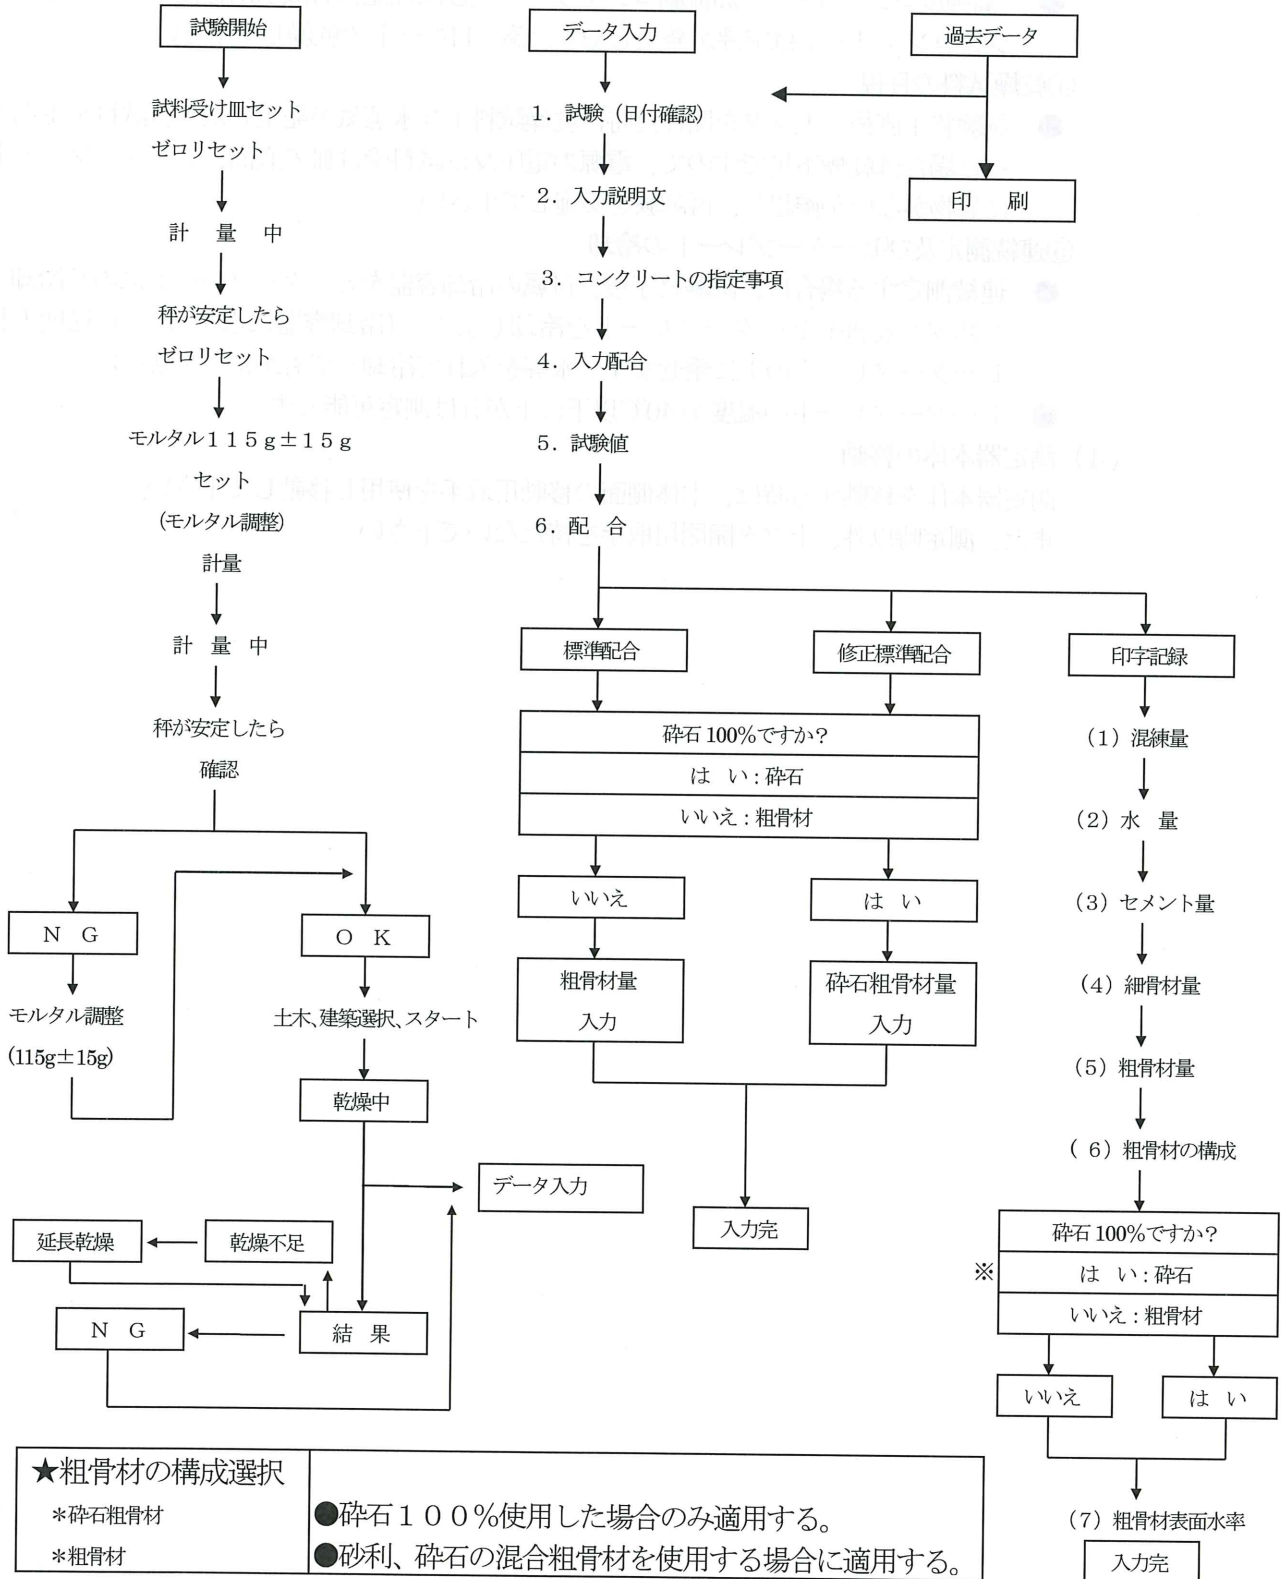 試験開始
試料受け皿セット
ゼロリセット
計 量 中
秤が安定したら
ゼロリセット
モルタル115g±15g
セット
(モルタル調整)
計量
計 量 中
秤が安定したら
確認
N G
モルタル調整
(115g±15g)
O K
土木、建築選択、スタート
乾燥中
データ入力
延長乾燥
乾燥不足
N G
結 果
データ入力
1. 試験(日付確認)
2. 入力説明文
3. コンクリートの指定事項
4. 入力配合
5. 試験値
6. 配 合
標準配合
修正標準配合
砕石 100%ですか?
は い : 砕石
いいえ : 粗骨材
いいえ
は い
粗骨材量
入力
砕石粗骨材量
入力
入力完
過去データ
印 刷
印字記録
(1) 混練量
(2) 水 量
(3) セメント量
(4) 細骨材量
(5) 粗骨材量
( 6) 粗骨材の構成
砕石 100%ですか?
※ は い : 砕石
いいえ : 粗骨材
いいえ
は い
(7) 粗骨材表面水率
入力完
★粗骨材の構成選択
*砕石粗骨材
●砕石100%使用した場合のみ適用する。
*粗骨材
●砂利、砕石の混合粗骨材を使用する場合に適用する。